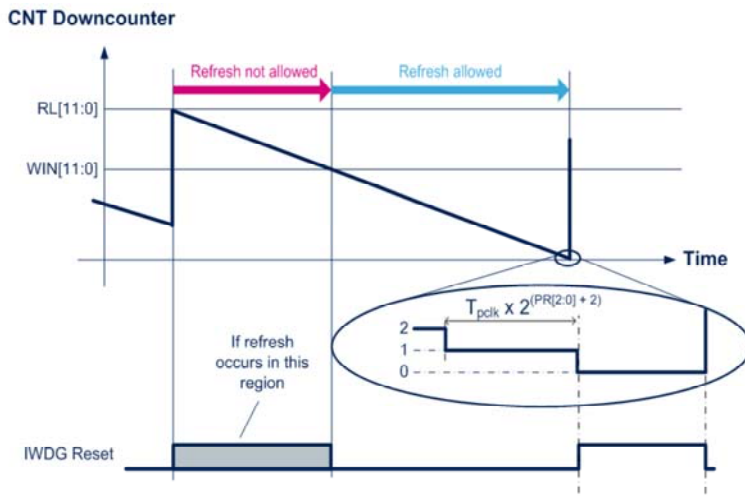 CNT Downcounter
Refresh not allowed
Refresh allowed
RL[11:0]
WIN[11:0]
Time
Tpclk x 2(PR[2:0] + 2)
2
1
0
If refresh
occurs in this
region
IWDG Reset